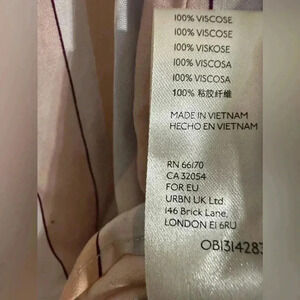 100% VISCOSE
100% VISCOSE
100% VISKOSE
100% VISCOSA
100% VISCOSA
100% 粘胶纤维
MADE IN VIETNAM
HECHO EN VIETNAM
RN 66170
CA 32054
FOR EU
URBN UK Ltd
146 Brick Lane,
LONDON E1 6RU
OB1314283